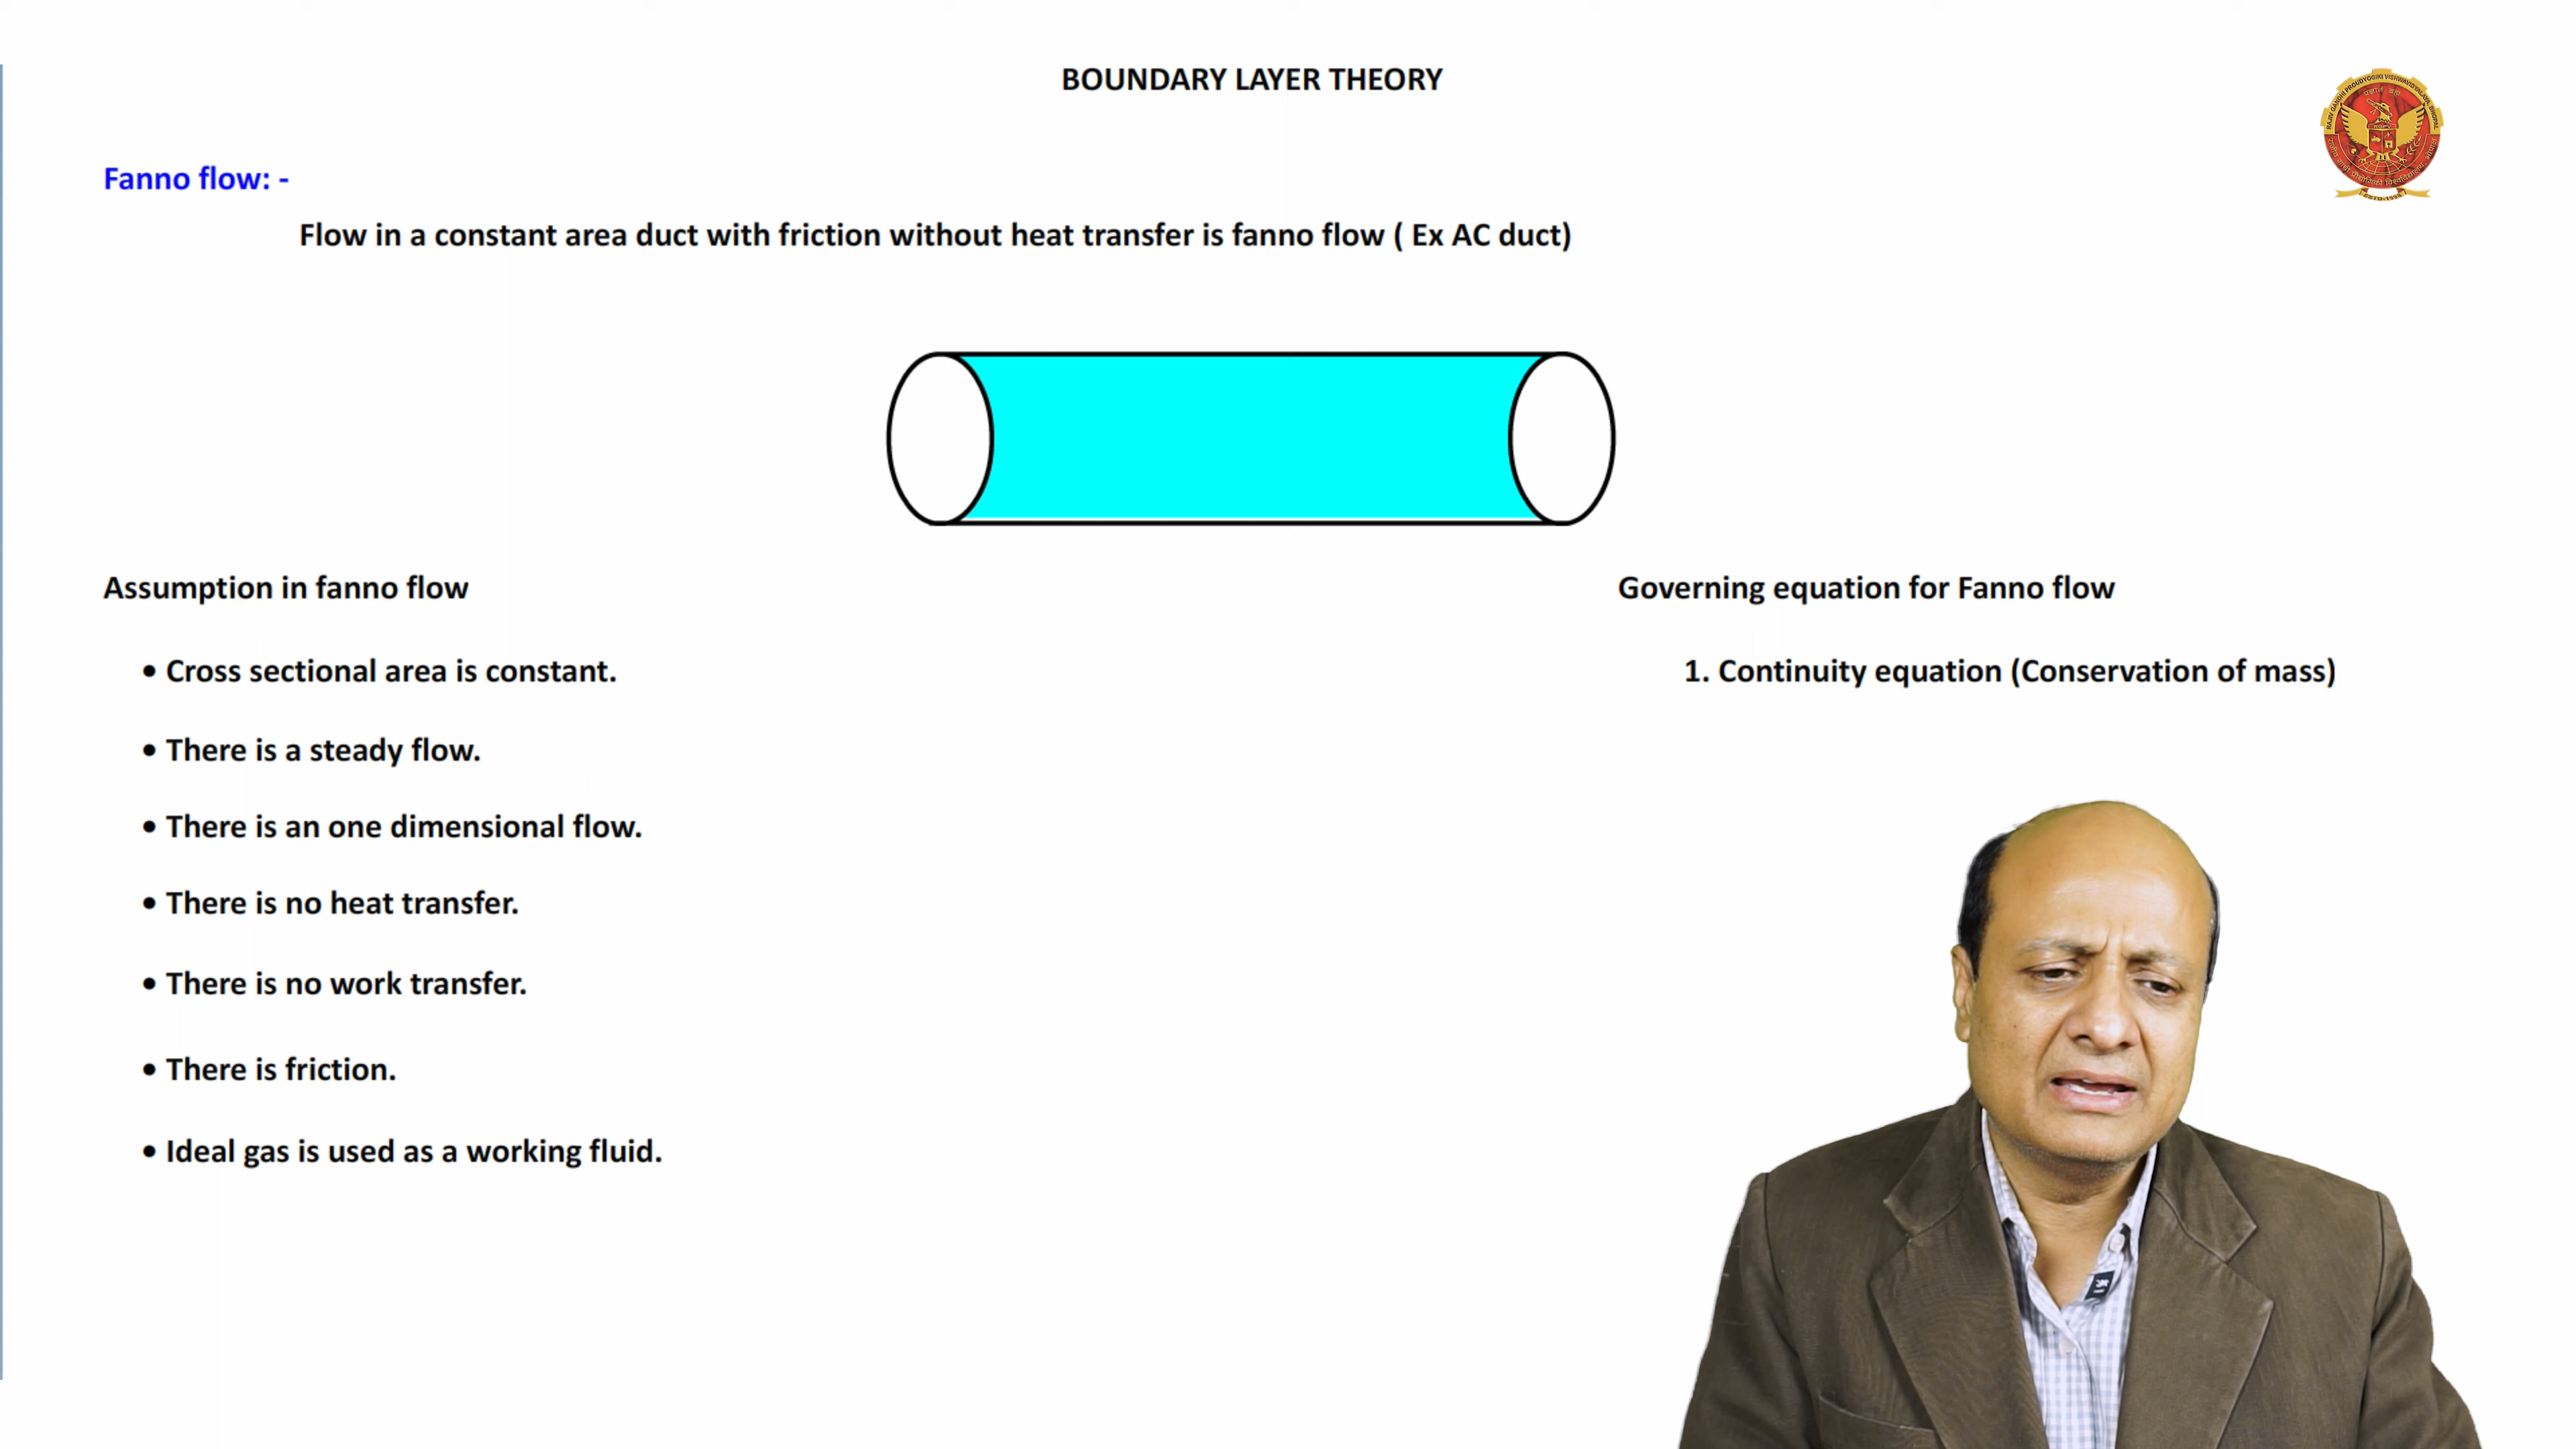 BOUNDARY LAYER THEORY
Fanno flow: -
Flow in a constant area duct with friction without heat transfer is fanno flow ( Ex AC duct)
Assumption in fanno flow
• Cross sectional area is constant.
• There is a steady flow.
• There is an one dimensional flow.
• There is no heat transfer.
• There is no work transfer.
• There is friction.
• Ideal gas is used as a working fluid.
Governing equation for Fanno flow
1. Continuity equation (Conservation of mass)